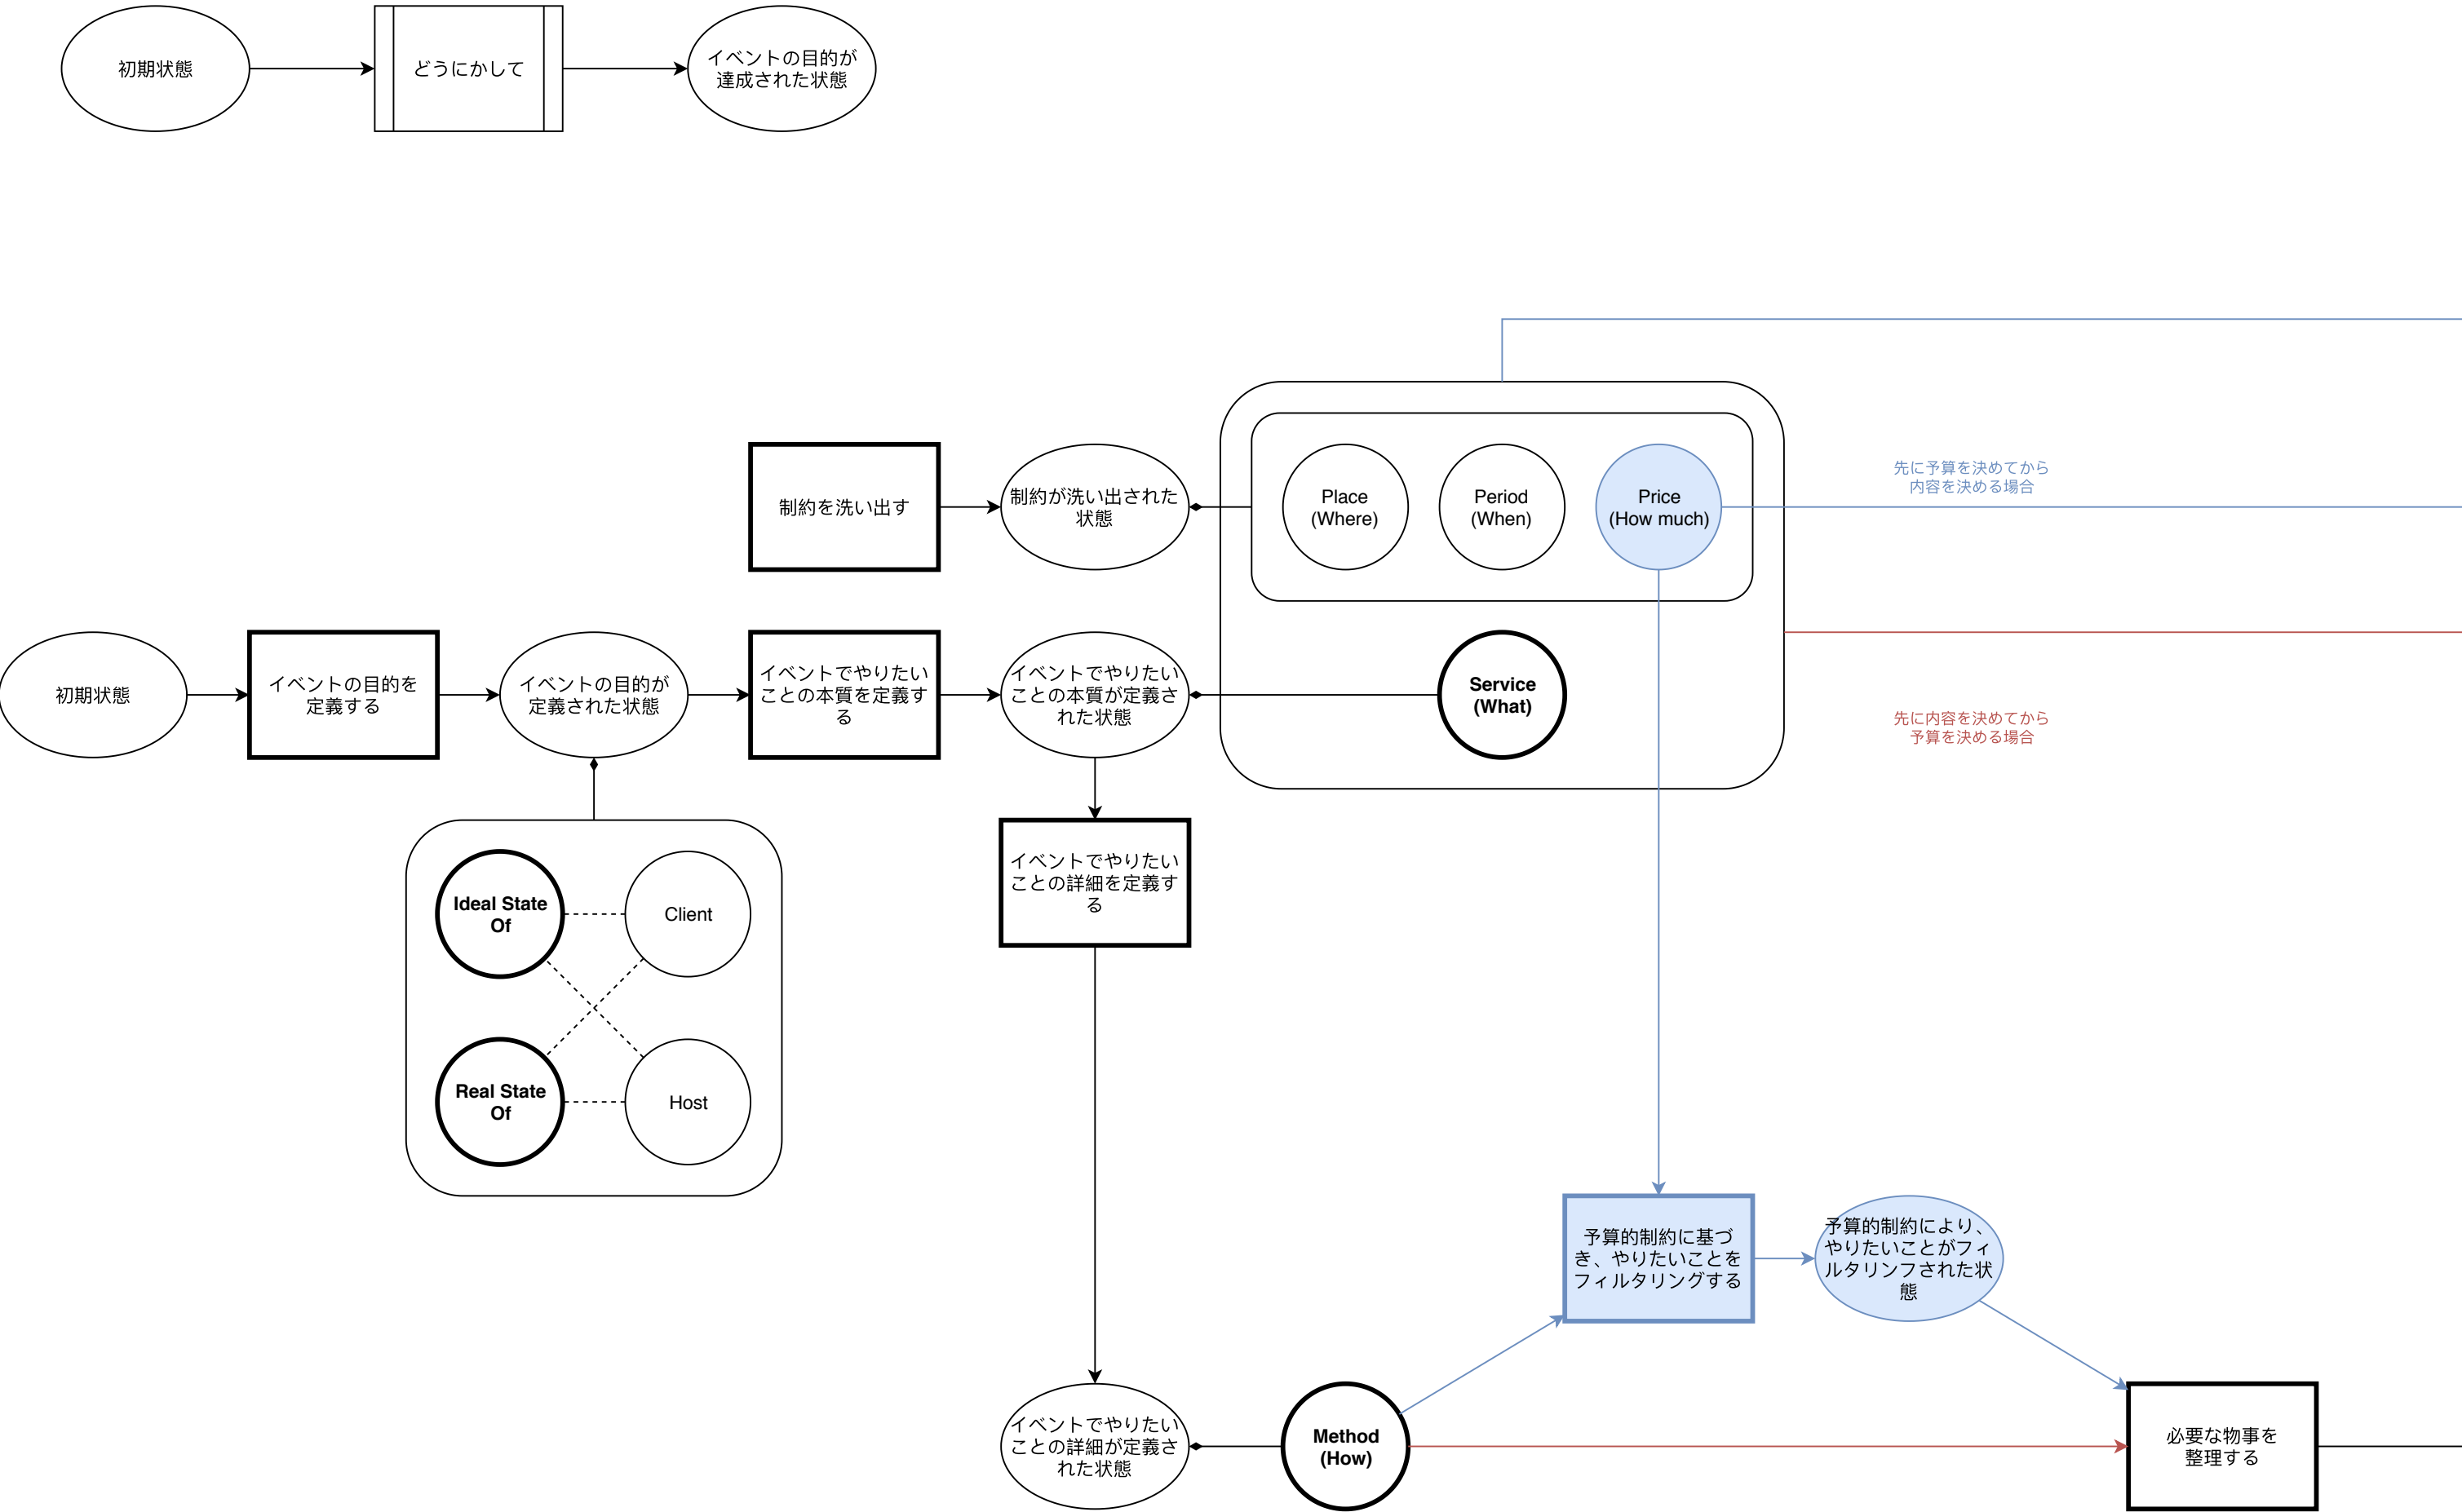 初期状態
どうにかして
イベントの目的が
達成された状態
先に予算を決めてから
内容を決める場合
制約を洗い出す
制約が洗い出された
状態
Place
(Where)
Period
(When)
Price
(How much)
初期状態
イベントの目的を
定義する
イベントの目的が
定義された状態
イベントでやりたい
ことの本質を定義す
る
イベントでやりたい
ことの本質が定義さ
れた状態
Service
(What)
先に内容を決めてから
予算を決める場合
イベントでやりたい
ことの詳細を定義す
る
Ideal State
Of
Client
Real State
Of
Host
予算的制約に基づ
き、やりたいことを
フィルタリングする
予算的制約により、
やりたいことがフィ
ルタリンフされた状
態
イベントでやりたい
ことの詳細が定義さ
れた状態
Method
(How)
必要な物事を
整理する